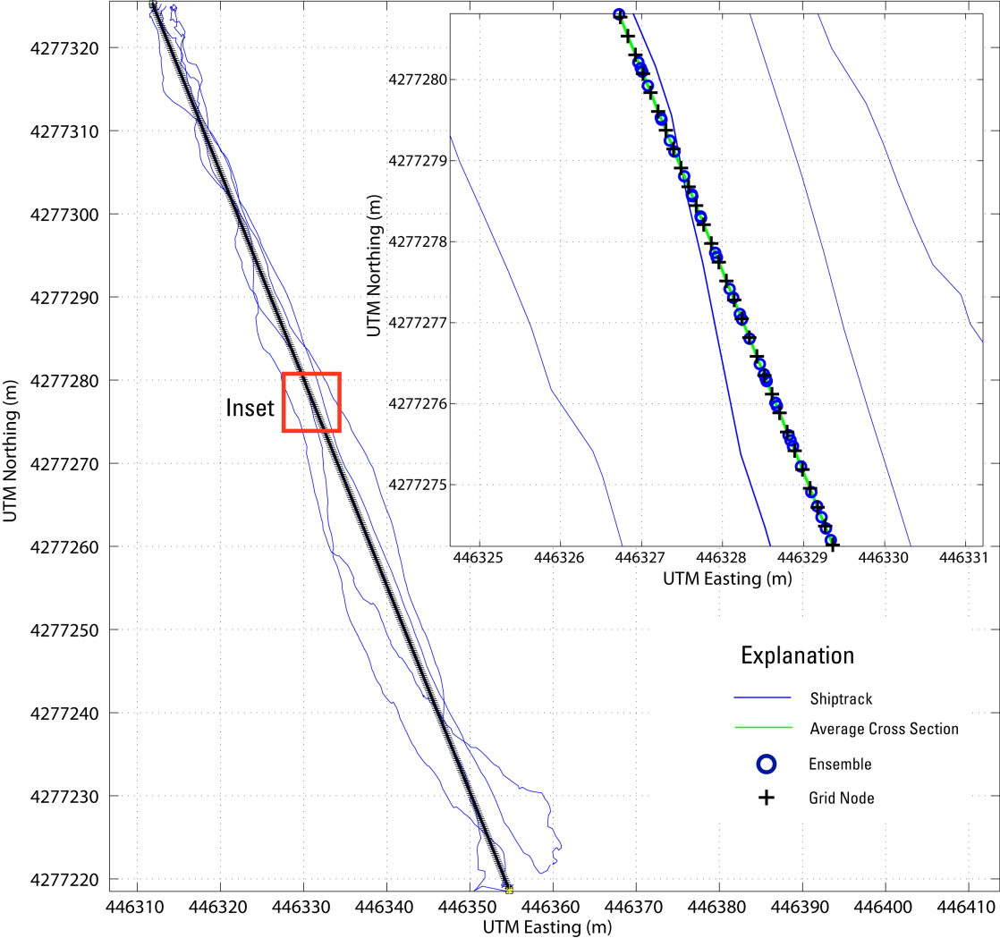 4277320
4277310
4277300
4277290
4277280
4277270
4277260
4277250
4277240
4277230
4277220
UTM Northing (m)
446310 446320 446330 446340 446350 446360 446370 446380 446390 446400 446410
UTM Easting (m)
Inset
4277280
4277279
4277278
4277277
4277276
4277275
UTM Northing (m)
446325 446326 446327 446328 446329 446330 446331
UTM Easting (m)
Explanation
Shiptrack
Average Cross Section
Ensemble
Grid Node